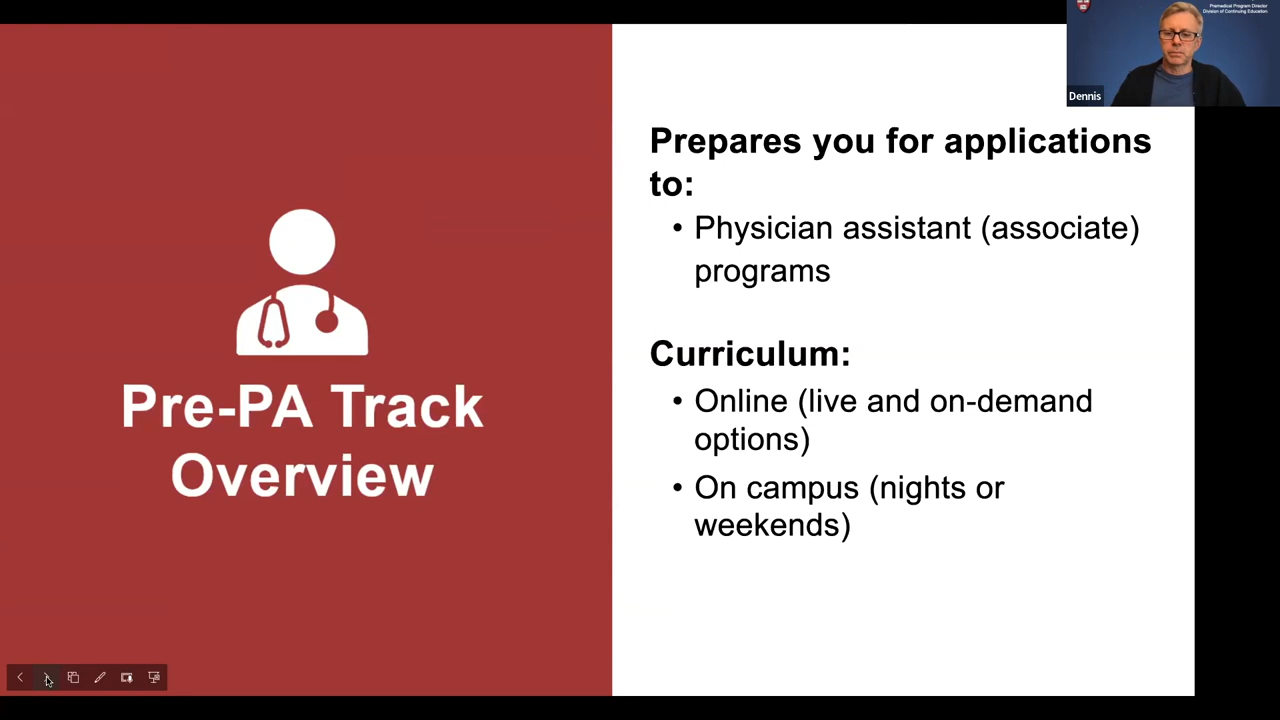 Premedical Program Director
Division of Continuing Education
Dennis
Pre-PA Track
Overview
Prepares you for applications
to:
• Physician assistant (associate)
programs
Curriculum:
• Online (live and on-demand
options)
• On campus (nights or
weekends)